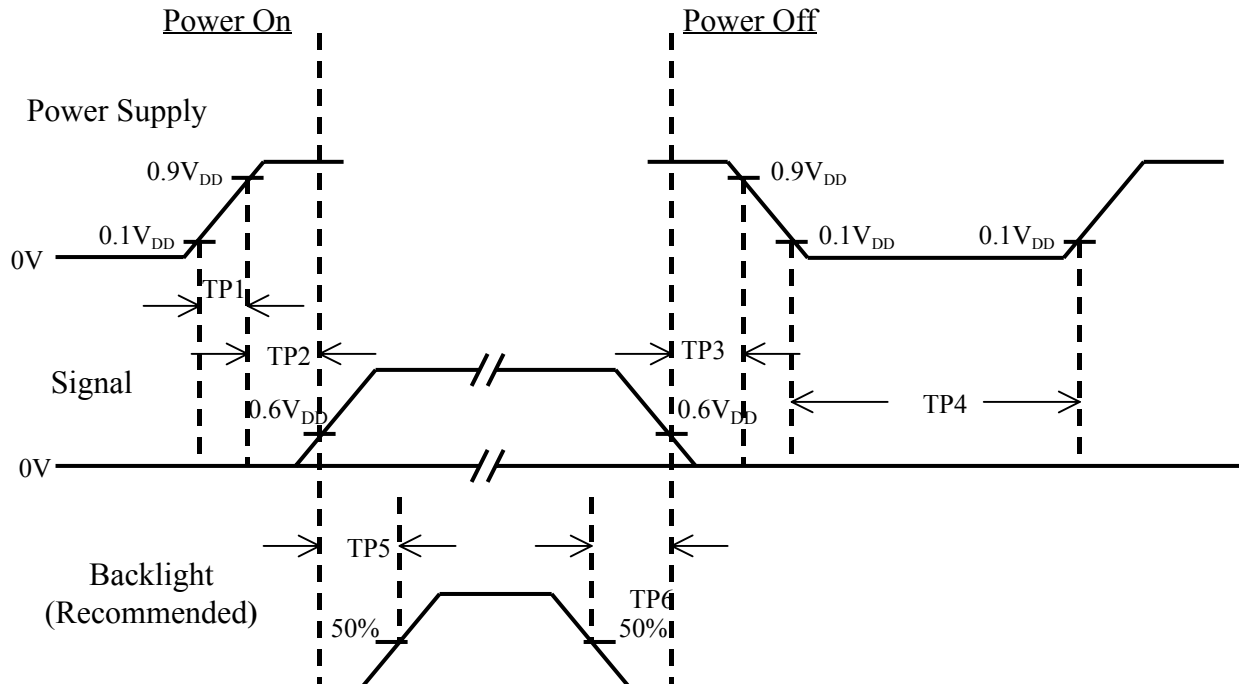 Power On
Power Off
Power Supply
0.9VDD
0.9VDD
0.1VDD
0.1VDD
0.1VDD
0V
TP1
TP2
TP3
Signal
TP4
0.6VDD
0.6VDD
0V
TP5
Backlight
(Recommended)
TP6
50%
50%